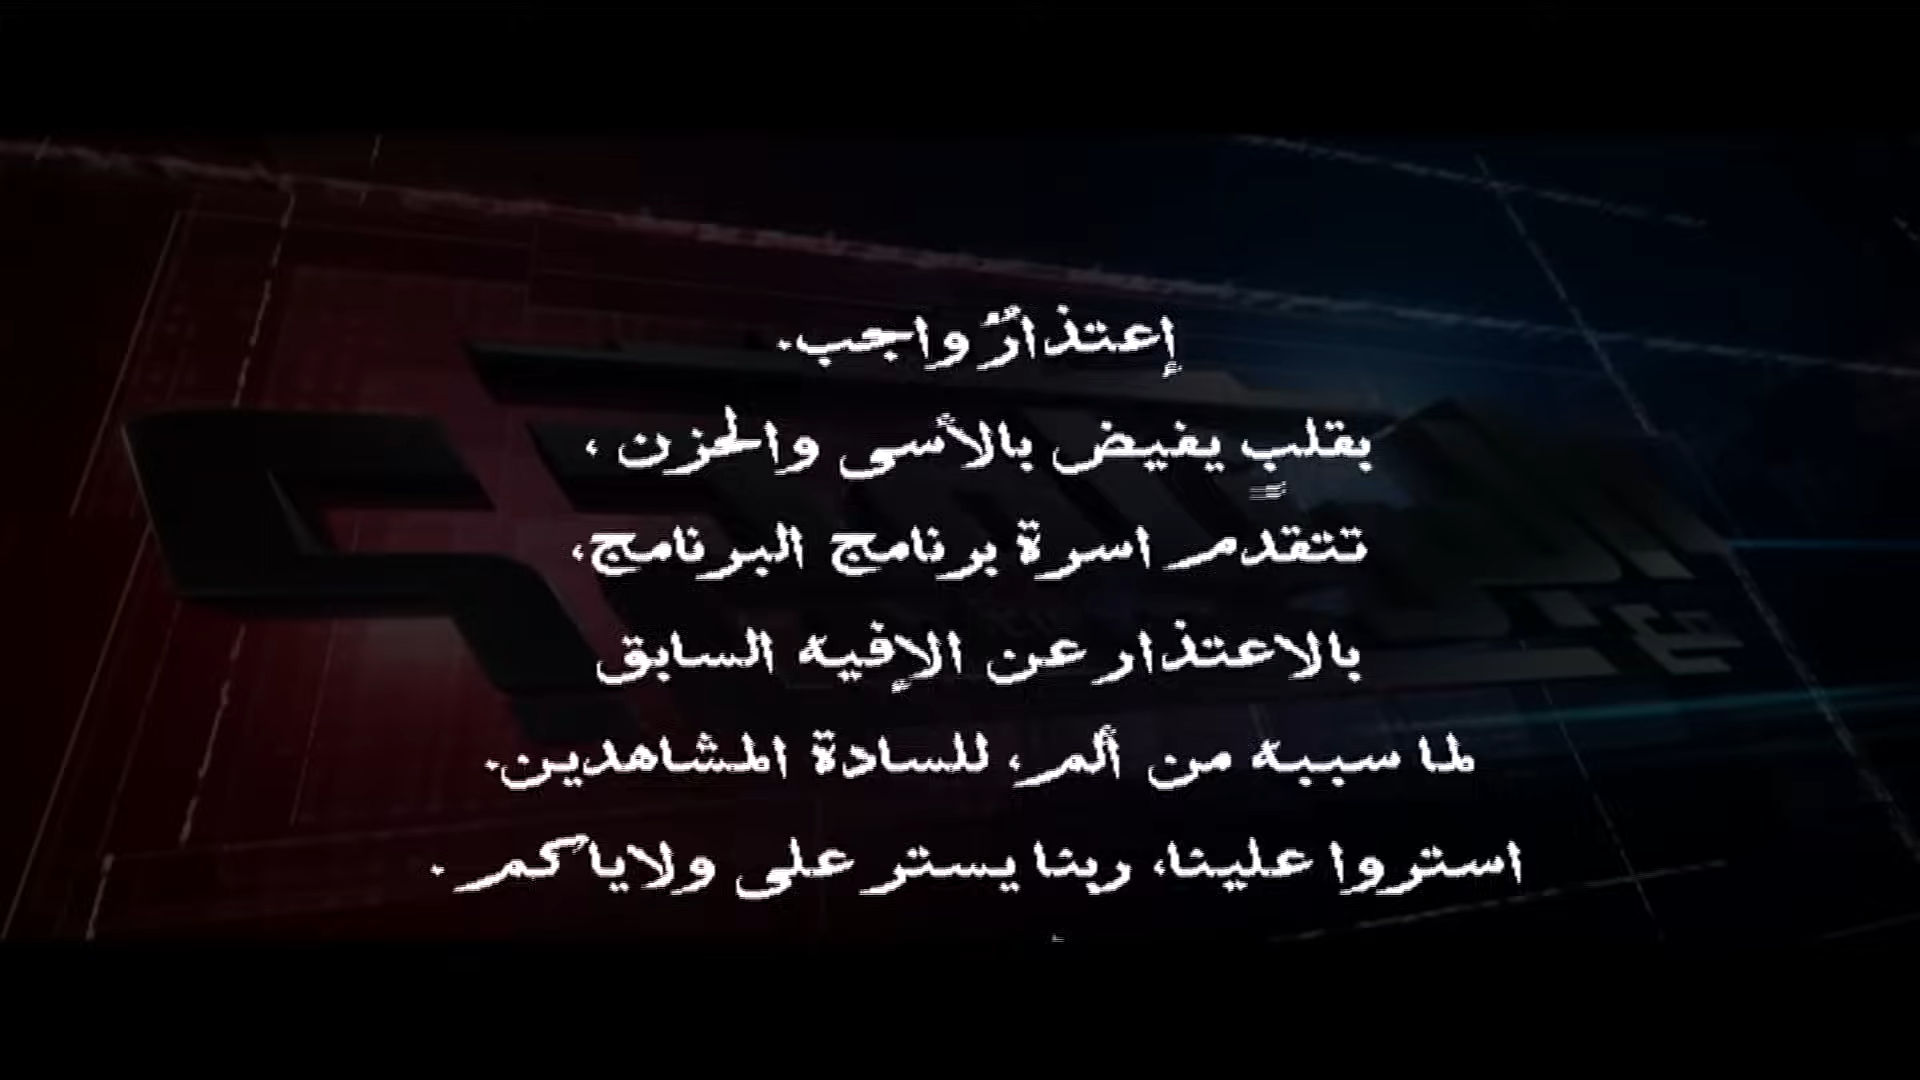 إعتذارٌ واجب.
بقلبٍ يفيض بالأسى والحزن ،
تتقدم اسرة برنامج البرنامج،
بالاعتذار عن الإفيه السابق
لما سببه من ألم، للسادة المشاهدين.
استروا علينا، ربنا يستر على ولاياكم .